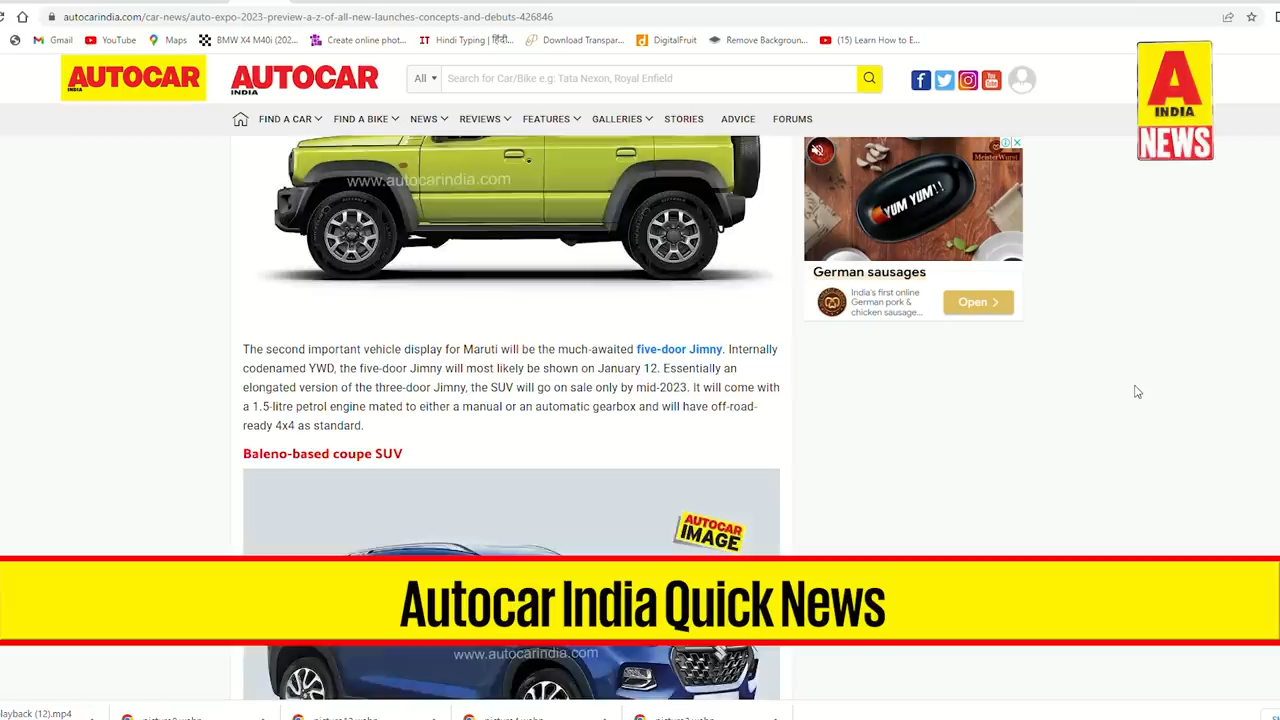 autocarindia.com/car-news/auto-expo-2023-preview-a-z-of-all-new-launches-concepts-and-debuts-426846
Gmail YouTube Maps BMW X4 M40i (202... Create online phot... IT Hindi Typing | हिंदी... Download Transpar... DigitalFruit Remove Backgroun... (15) Learn How to E...
AUTOCAR INDIA
AUTOCAR INDIA
All Search for Car/Bike e.g: Tata Nexon, Royal Enfield
A
INDIA
NEWS
FIND A CAR FIND A BIKE NEWS FEATURES GALLERIES STORIES ADVICE FORUMS
www.autocarindia.com
MeisterWurst
YUM YUM!!
German sausages
India's first online
German pork &
chicken sausage...
Open
The second important vehicle display for Maruti will be the much-awaited five-door Jimny. Internally
codenamed YWD, the five-door Jimny will most likely be shown on January 12. Essentially an
elongated version of the three-door Jimny, the SUV will go on sale only by mid-2023. It will come with
a 1.5-litre petrol engine mated to either a manual or an automatic gearbox and will have off-road-
ready 4x4 as standard.
Baleno-based coupe SUV
AUTOCAR
IMAGE
Autocar India Quick News
www.autocarindia.com
layback (12).mp4